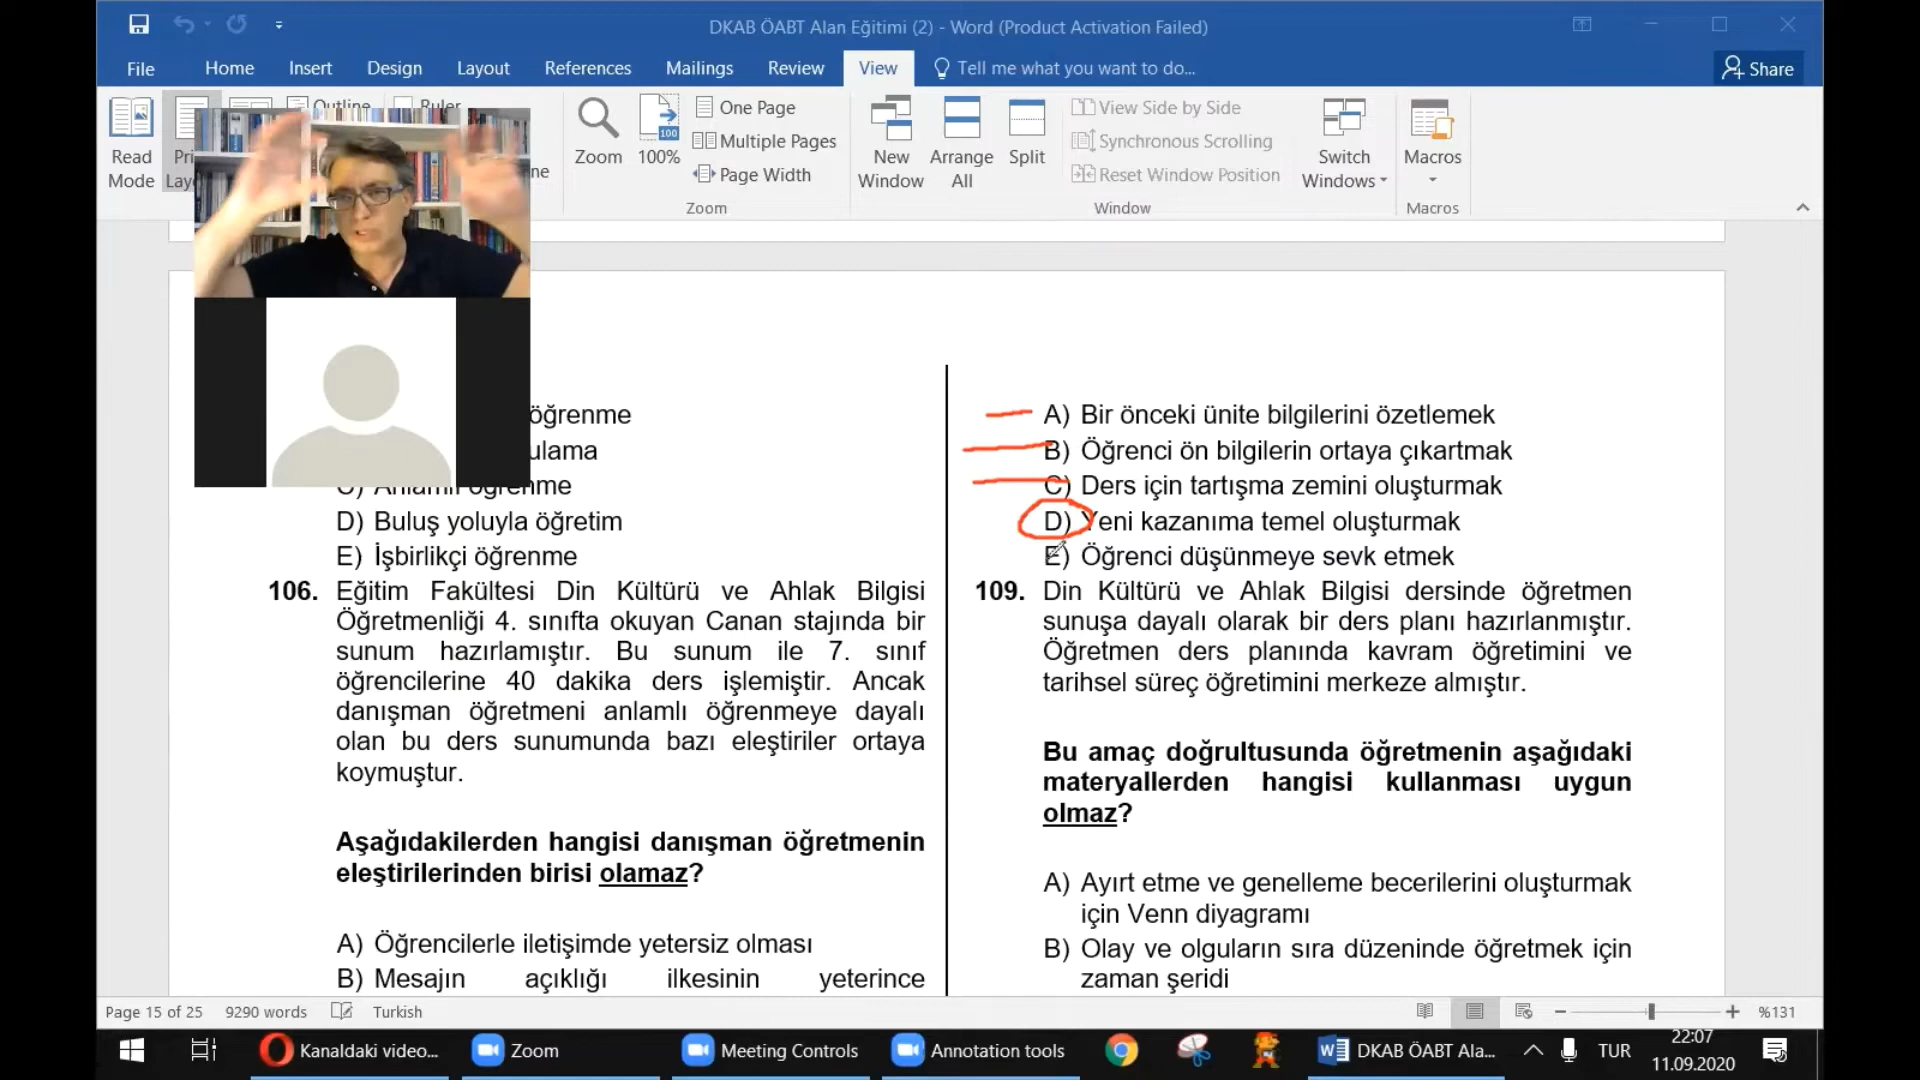 DKAB ÖABT Alan Eğitimi (2) - Word (Product Activation Failed)
File Home Insert Design Layout References Mailings Review View Tell me what you want to do... Share
Outline Ruler
Read Mode
100%
Zoom 100%
One Page
Multiple Pages
Page Width
Zoom
New Window
Arrange All
Split
View Side by Side
Synchronous Scrolling
Reset Window Position
Window
Switch Windows
Macros
Macros
öğrenme
ulama
C) Anlamlı öğrenme
D) Buluş yoluyla öğretim
E) İşbirlikçi öğrenme
106. Eğitim Fakültesi Din Kültürü ve Ahlak Bilgisi
Öğretmenliği 4. sınıfta okuyan Canan stajında bir
sunum hazırlamıştır. Bu sunum ile 7. sınıf
öğrencilerine 40 dakika ders işlemiştir. Ancak
danışman öğretmeni anlamlı öğrenmeye dayalı
olan bu ders sunumunda bazı eleştiriler ortaya
koymuştur.
Aşağıdakilerden hangisi danışman öğretmenin
eleştirilerinden birisi olamaz?
A) Öğrencilerle iletişimde yetersiz olması
B) Mesajın açıklığı ilkesinin yeterince
A) Bir önceki ünite bilgilerini özetlemek
B) Öğrenci ön bilgilerin ortaya çıkartmak
C) Ders için tartışma zemini oluşturmak
D) Yeni kazanıma temel oluşturmak
E) Öğrenci düşünmeye sevk etmek
109. Din Kültürü ve Ahlak Bilgisi dersinde öğretmen
sunuşa dayalı olarak bir ders planı hazırlanmıştır.
Öğretmen ders planında kavram öğretimini ve
tarihsel süreç öğretimini merkeze almıştır.
Bu amaç doğrultusunda öğretmenin aşağıdaki
materyallerden hangisi kullanması uygun
olmaz?
A) Ayırt etme ve genelleme becerilerini oluşturmak
için Venn diyagramı
B) Olay ve olguların sıra düzeninde öğretmek için
zaman şeridi
Page 15 of 25 9290 words Turkish %131
Kanaldaki video... Zoom Meeting Controls Annotation tools DKAB ÖABT Ala... TUR 22:07
11.09.2020